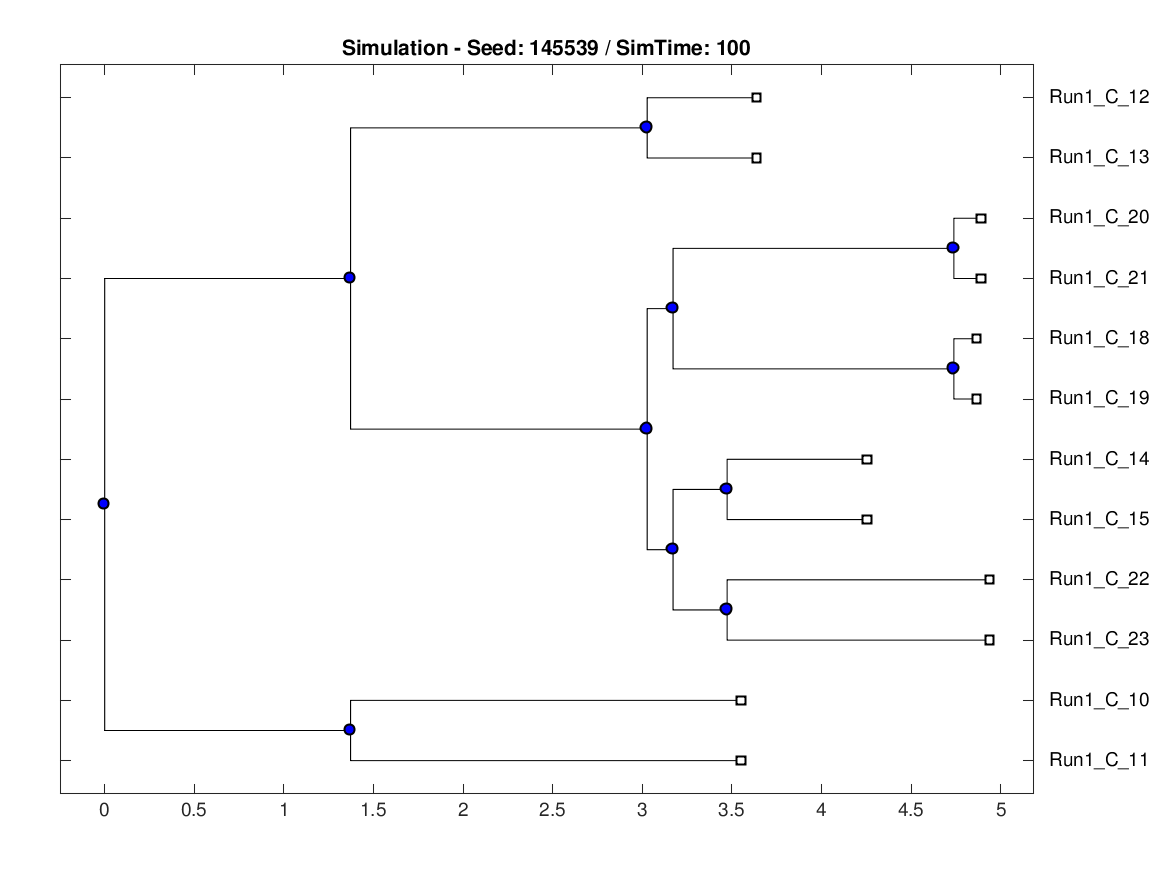 Simulation - Seed: 145539 / SimTime: 100
Run1_C_12
Run1_C_13
Run1_C_20
Run1_C_21
Run1_C_18
Run1_C_19
Run1_C_14
Run1_C_15
Run1_C_22
Run1_C_23
Run1_C_10
Run1_C_11
0 0.5 1 1.5 2 2.5 3 3.5 4 4.5 5